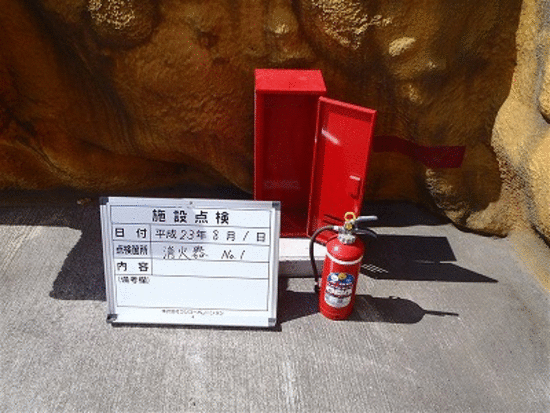 施設点検
日付 平成23年8月1日
点検箇所 消火器 No.1
内容
(備考欄)